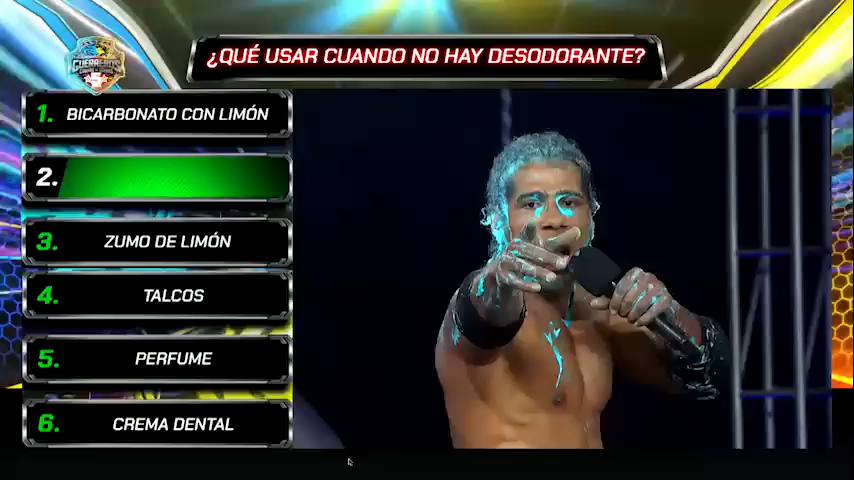 ¿QUÉ USAR CUANDO NO HAY DESODORANTE?
GUERREROS
1. BICARBONATO CON LIMÓN
2.
3. ZUMO DE LIMÓN
4. TALCOS
5. PERFUME
6. CREMA DENTAL